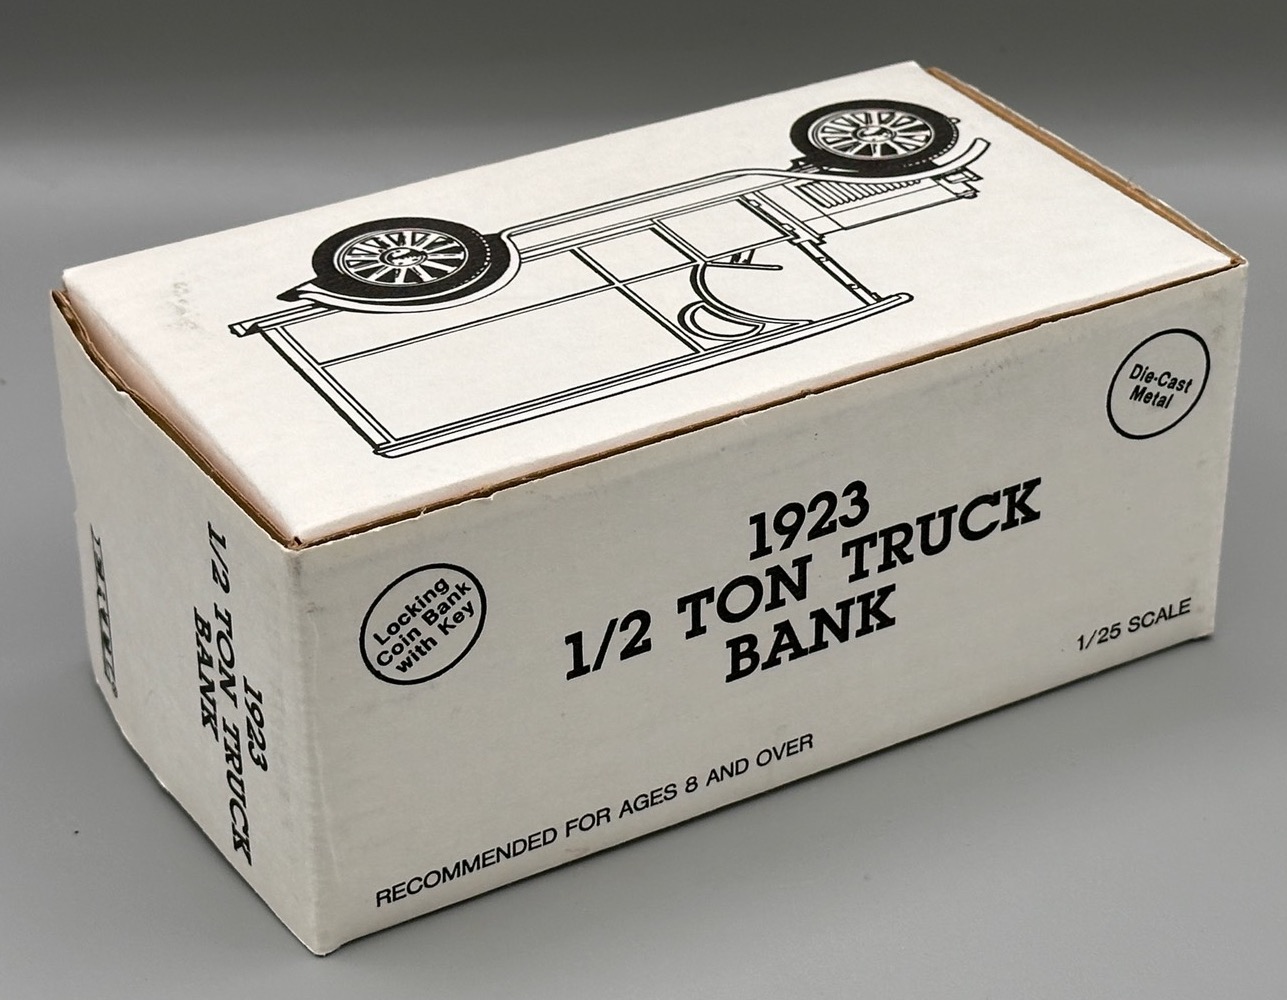 Die-Cast
Metal
1923
1/2 TON TRUCK
BANK
Locking
Coin Bank
with Key
1/25 SCALE
RECOMMENDED FOR AGES 8 AND OVER
1923
1/2 TON TRUCK
BANK